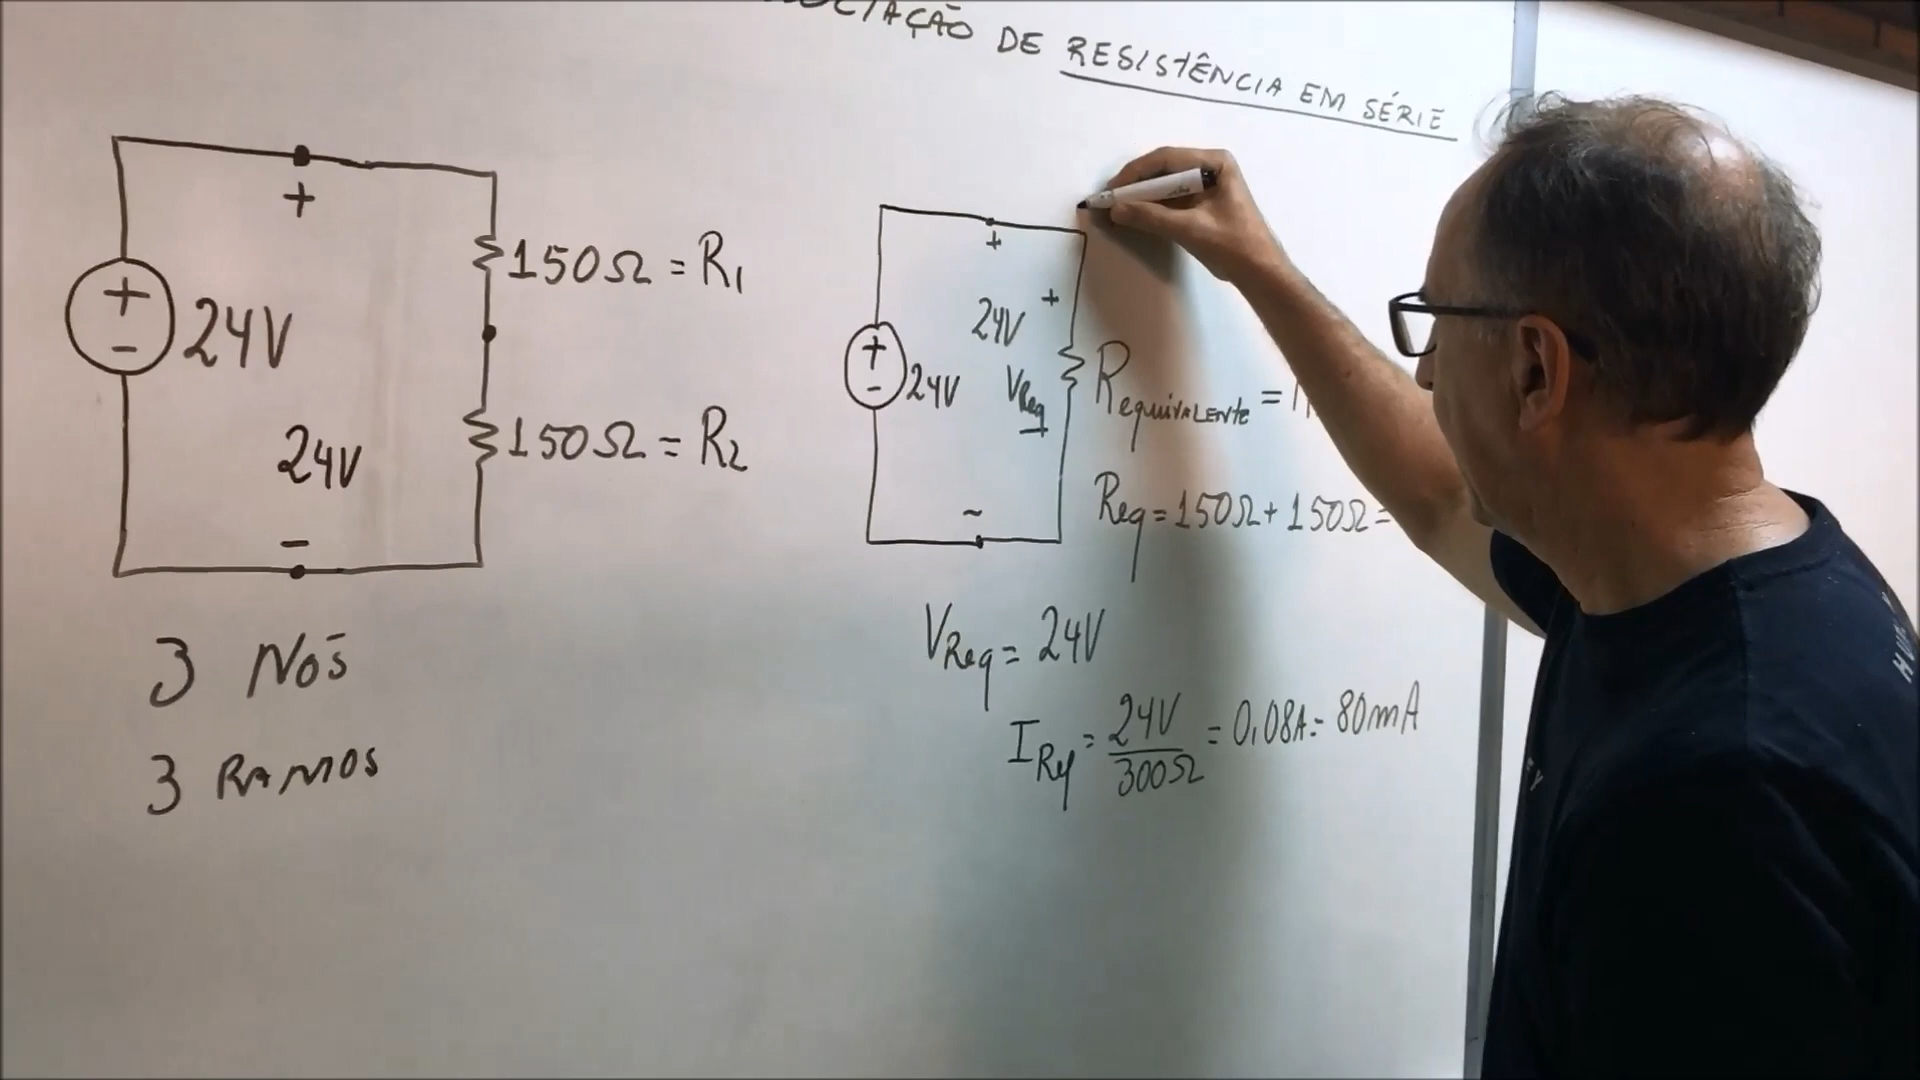 DE RESISTÊNCIA EM SÉRIE
+
150Ω = R1
+
-
24V
150Ω = R2
24V
-
3 NÓS
3 RAMOS
+
24V +
+
-
24V
VReq
REQUIVALENTE =
Req = 150Ω + 150Ω =
~
VReq = 24V
IReq = 24V = 0,08A = 80mA
300Ω